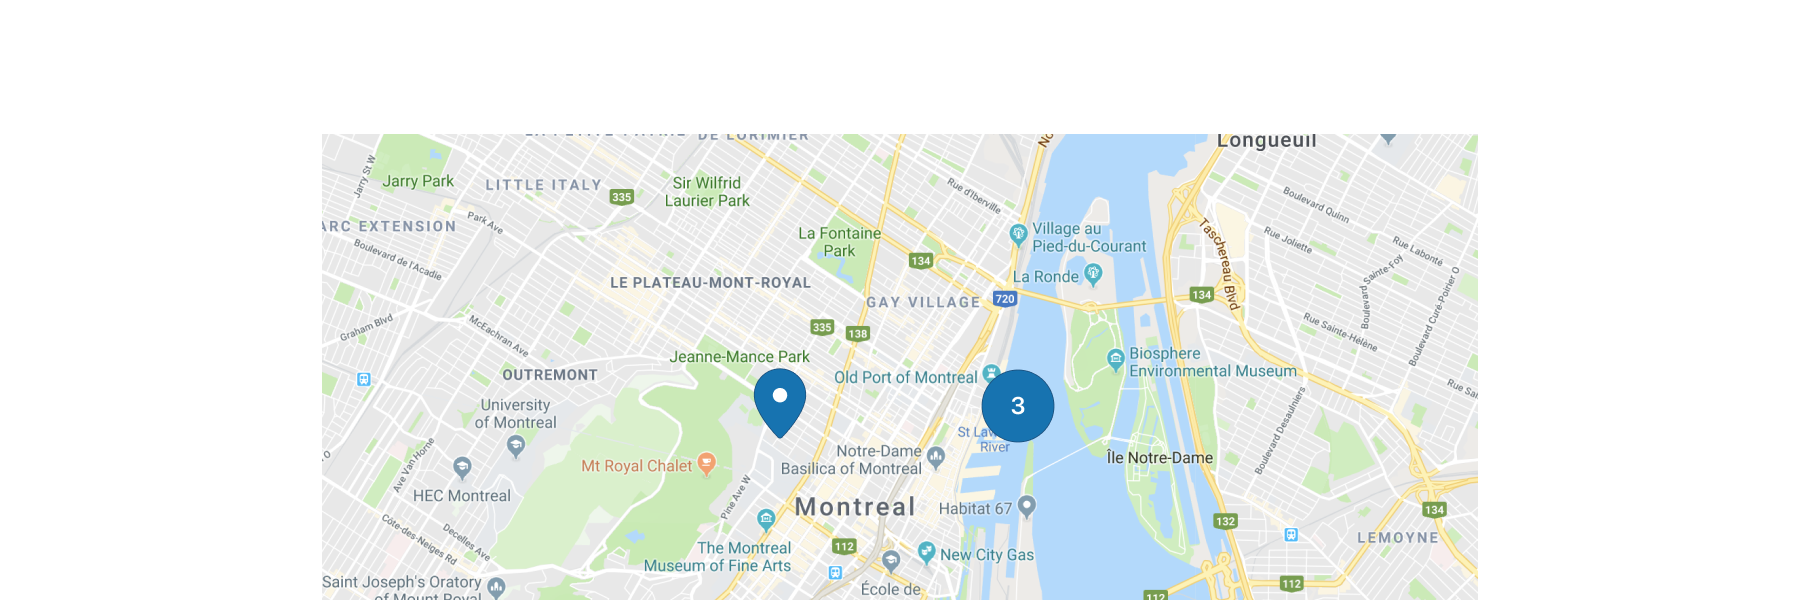 DE LORIMIER
Longueuil
Jarry St W
Jarry Park
LITTLE ITALY
335
Sir Wilfrid
Laurier Park
Rue d'Iberville
Boulevard Quinn
ARC EXTENSION
Park Ave
Boulevard de l'Acadie
La Fontaine
Park
134
Village au
Pied-du-Courant
La Ronde
Taschereau Blvd
Rue Joliette
Rue Labonté
Sainte-Foy
Boulevard
Boulevard Curé-Poirier O
LE PLATEAU-MONT-ROYAL
GAY VILLAGE
720
134
Graham Blvd
McEachran Ave
335
138
Rue Sainte-Hélène
Jeanne-Mance Park
OUTREMONT
Old Port of Montreal
Biosphere
Environmental Museum
Rue
3
University
of Montreal
St
River
Boulevard Desaulniers
Ave Van Horne
Mt Royal Chalet
Notre-Dame
Basilica of Montreal
Île Notre-Dame
HEC Montreal
Pine Ave W
Montreal
Habitat 67
134
Côte-des-Neiges Rd
Decelles Ave
132
LEMOYNE
The Montreal
Museum of Fine Arts
112
New City Gas
Saint Joseph's Oratory
of Mount Royal
École de
112
112